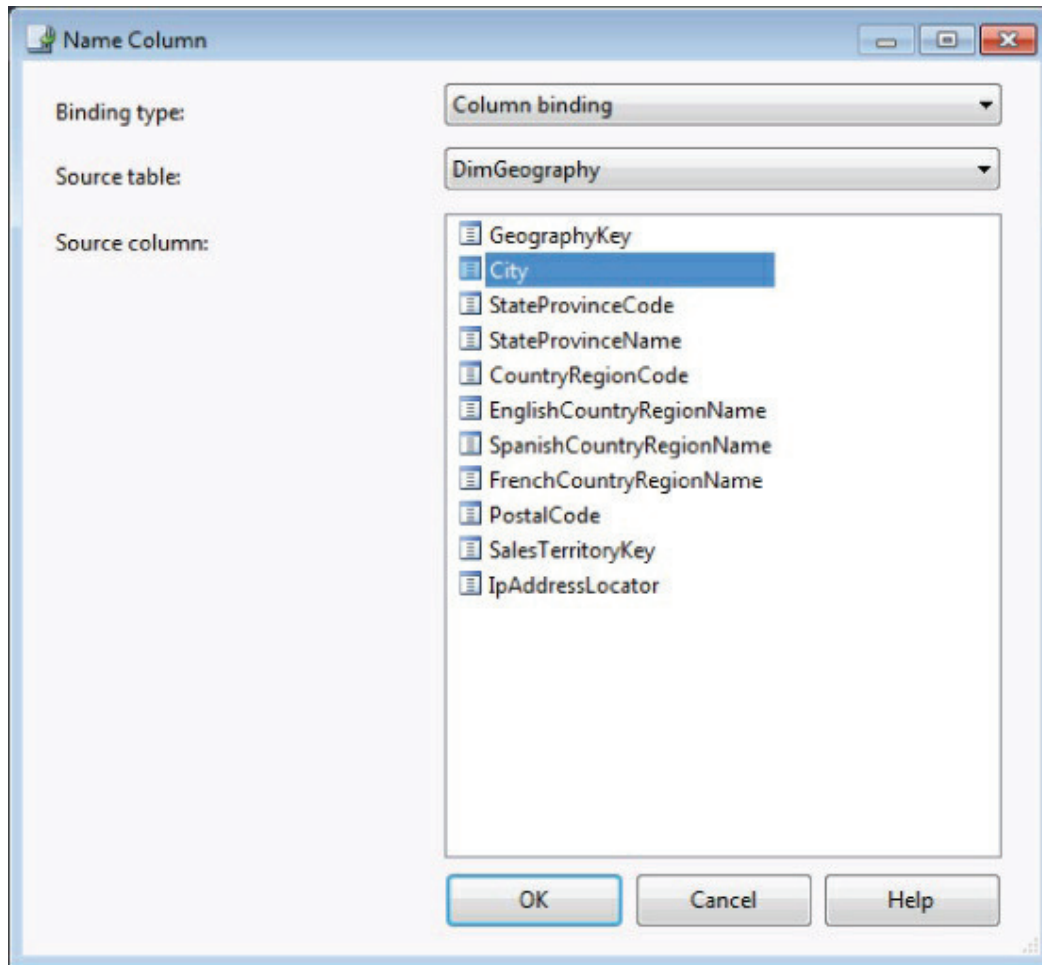 Name Column
Binding type:
Column binding
Source table:
DimGeography
Source column:
GeographyKey
City
StateProvinceCode
StateProvinceName
CountryRegionCode
EnglishCountryRegionName
SpanishCountryRegionName
FrenchCountryRegionName
PostalCode
SalesTerritoryKey
IpAddressLocator
OK
Cancel
Help